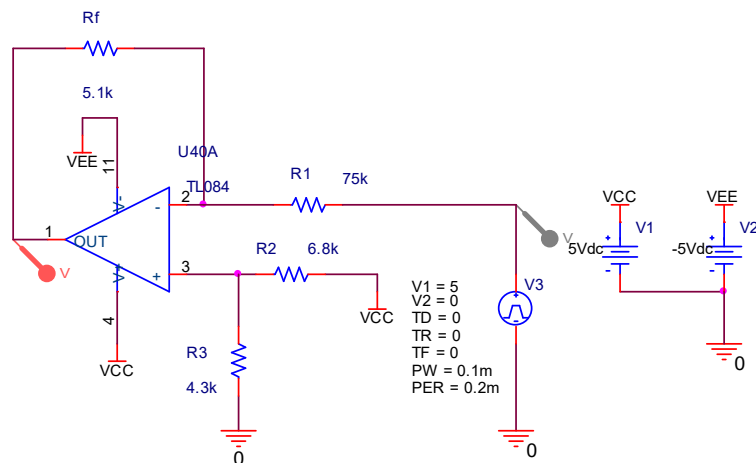 Rf
5.1k
VEE
11
U40A
TL084
V-
2
-
R1
75k
1
OUT
V
V+
3
+
R2
6.8k
VCC
4
VCC
R3
4.3k
0
V
V1 = 5
V2 = 0
TD = 0
TR = 0
TF = 0
PW = 0.1m
PER = 0.2m
V3
+
-
0
VCC
V1
5Vdc
+
-
VEE
V2
-5Vdc
+
-
0